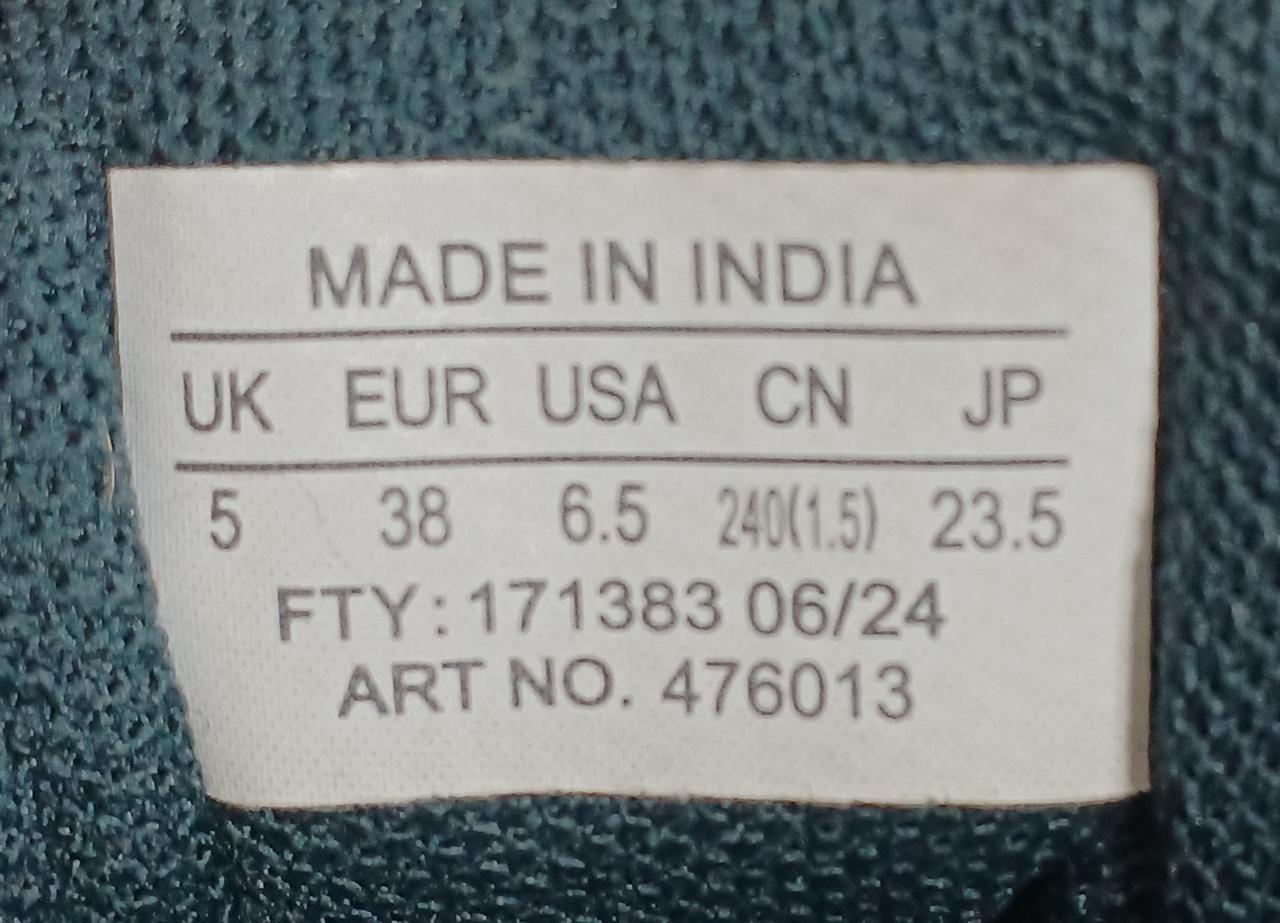 MADE IN INDIA
UK EUR USA CN JP
5 38 6.5 240(1.5) 23.5
FTY: 171383 06/24
ART NO. 476013